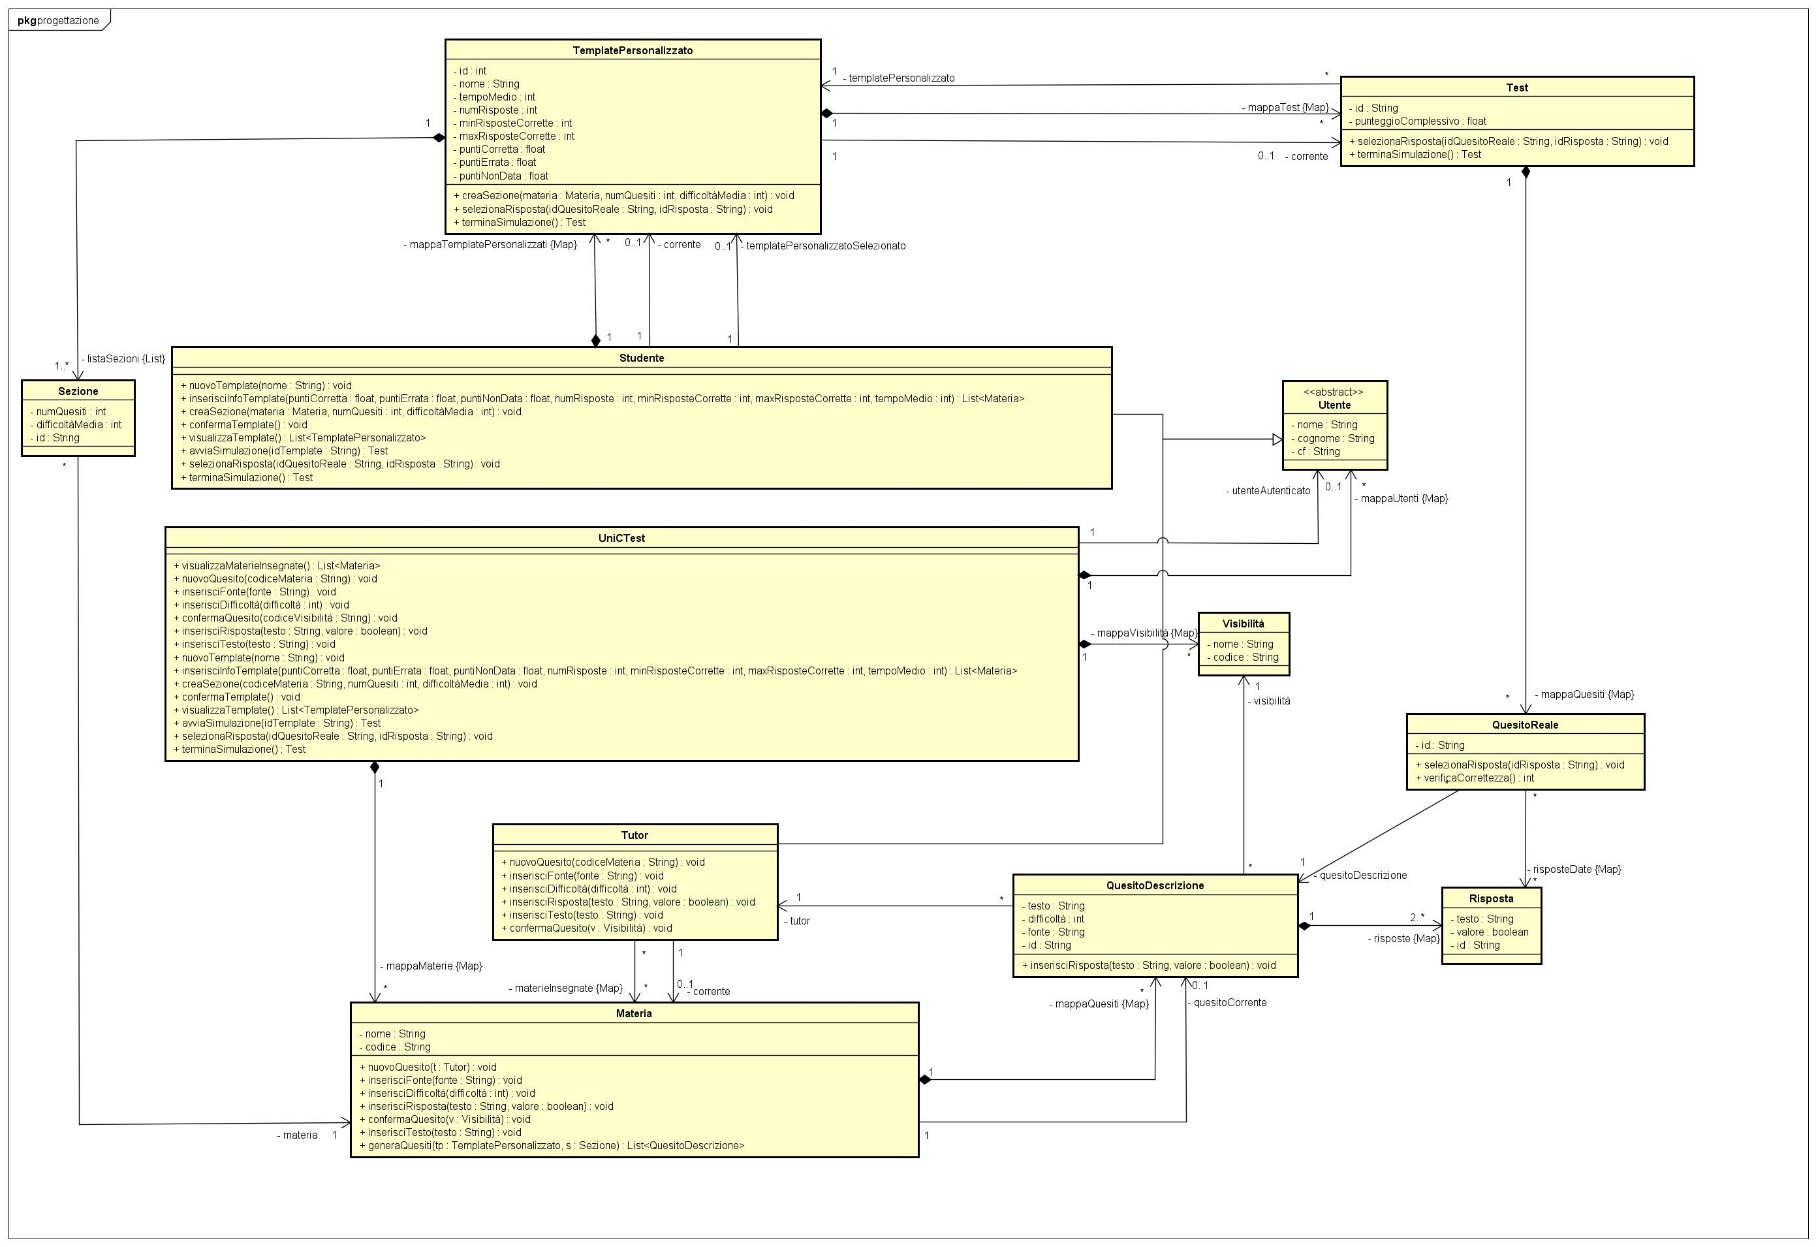 pkg progettazione
TemplatePersonalizzato
- id : int
- nome : String
- tempoMedio : int
- numRisposte : int
- minRisposteCorrette : int
- maxRisposteCorrette : int
- puntiCorretta : float
- puntiErrata : float
- puntiNonData : float
+ creaSezione(materia : Materia, numQuesiti : int, difficoltàMedia : int) : void
+ selezionaRisposta(idQuesitoReale : String, idRisposta : String) : void
+ terminaSimulazione() : Test
1
- templatePersonalizzato
*
- mappaTest {Map}
1
*
1
0..1
- corrente
Test
- id : String
- punteggioComplessivo : float
+ selezionaRisposta(idQuesitoReale : String, idRisposta : String) : void
+ terminaSimulazione() : Test
1
1
- mappaTemplatePersonalizzati {Map}
*
0..1
- corrente
0..1
- templatePersonalizzatoSelezionato
1
1
1
1..*
- listaSezioni {List}
Sezione
- numQuesiti : int
- difficoltàMedia : int
- id : String
*
Studente
+ nuovoTemplate(nome : String) : void
+ inserisciInfoTemplate(puntiCorretta : float, puntiErrata : float, puntiNonData : float, numRisposte : int, minRisposteCorrette : int, maxRisposteCorrette : int, tempoMedio : int) : List<Materia>
+ creaSezione(materia : Materia, numQuesiti : int, difficoltàMedia : int) : void
+ confermaTemplate() : void
+ visualizzaTemplate() : List<TemplatePersonalizzato>
+ avviaSimulazione(idTemplate : String) : Test
+ selezionaRisposta(idQuesitoReale : String, idRisposta : String) : void
+ terminaSimulazione() : Test
<<abstract>>
Utente
- nome : String
- cognome : String
- cf : String
- utenteAutenticato
0..1
*
- mappaUtenti {Map}
1
1
UniCTest
+ visualizzaMaterieInsegnate() : List<Materia>
+ nuovoQuesito(codiceMateria : String) : void
+ inserisciFonte(fonte : String) : void
+ inserisciDifficoltà(difficoltà : int) : void
+ confermaQuesito(codiceVisibilità : String) : void
+ inserisciRisposta(testo : String, valore : boolean) : void
+ inserisciTesto(testo : String) : void
+ nuovoTemplate(nome : String) : void
+ inserisciInfoTemplate(puntiCorretta : float, puntiErrata : float, puntiNonData : float, numRisposte : int, minRisposteCorrette : int, maxRisposteCorrette : int, tempoMedio : int) : List<Materia>
+ creaSezione(codiceMateria : String, numQuesiti : int, difficoltàMedia : int) : void
+ confermaTemplate() : void
+ visualizzaTemplate() : List<TemplatePersonalizzato>
+ avviaSimulazione(idTemplate : String) : Test
+ selezionaRisposta(idQuesitoReale : String, idRisposta : String) : void
+ terminaSimulazione() : Test
- mappaVisibilità {Map}
1
*
Visibilità
- nome : String
- codice : String
1
- visibilità
*
*
- mappaQuesiti {Map}
QuesitoReale
- id : String
+ selezionaRisposta(idRisposta : String) : void
+ verificaCorrettezza() : int
*
*
1
- quesitoDescrizione
- risposteDate {Map}
*
1
Tutor
+ nuovoQuesito(codiceMateria : String) : void
+ inserisciFonte(fonte : String) : void
+ inserisciDifficoltà(difficoltà : int) : void
+ inserisciRisposta(testo : String, valore : boolean) : void
+ inserisciTesto(testo : String) : void
+ confermaQuesito(v : Visibilità) : void
1
*
- tutor
QuesitoDescrizione
- testo : String
- difficoltà : int
- fonte : String
- id : String
+ inserisciRisposta(testo : String, valore : boolean) : void
1
2..*
- risposte {Map}
Risposta
- testo : String
- valore : boolean
- id : String
- mappaMaterie {Map}
*
*
1
- materieInsegnate {Map}
*
0..1
- corrente
*
- mappaQuesiti {Map}
0..1
- quesitoCorrente
Materia
- nome : String
- codice : String
+ nuovoQuesito(t : Tutor) : void
+ inserisciFonte(fonte : String) : void
+ inserisciDifficoltà(difficoltà : int) : void
+ inserisciRisposta(testo : String, valore : boolean) : void
+ confermaQuesito(v : Visibilità) : void
+ inserisciTesto(testo : String) : void
+ generaQuesiti(tp : TemplatePersonalizzato, s : Sezione) : List<QuesitoDescrizione>
1
1
- materia
1